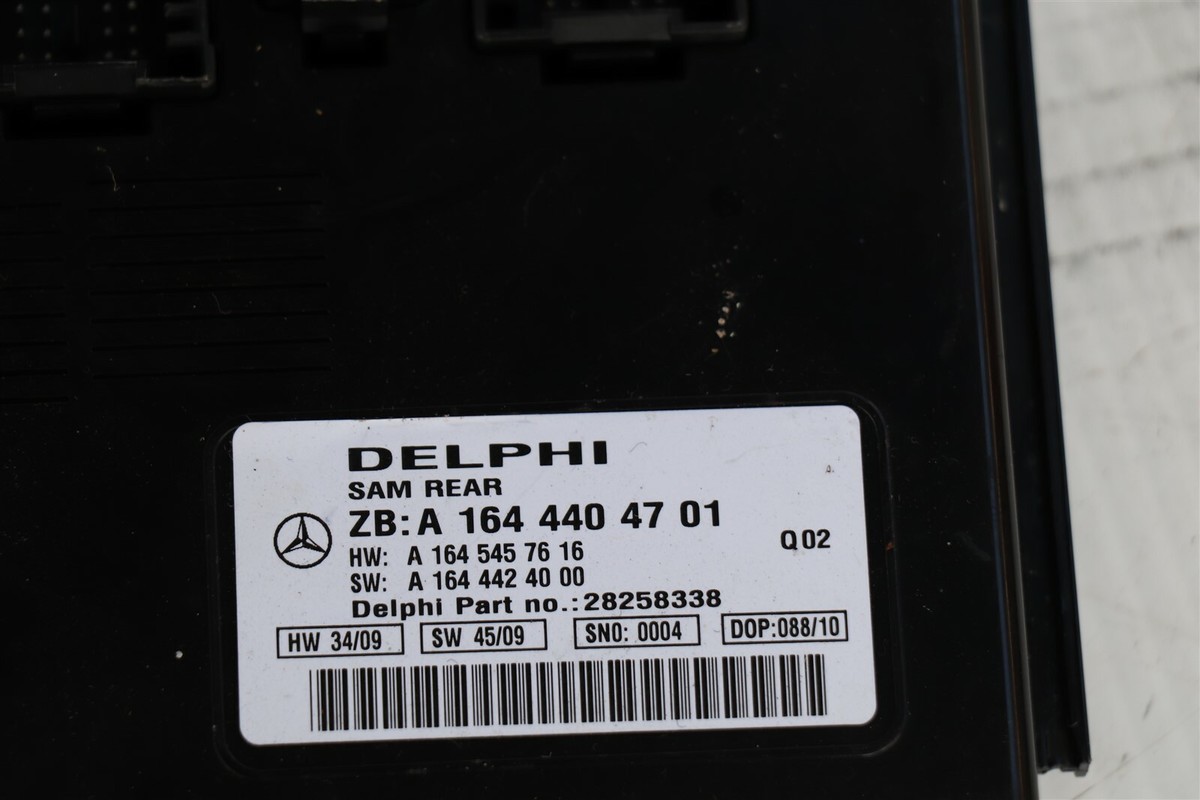 DELPHI
SAM REAR
ZB: A 164 440 47 01
HW: A 164 545 76 16
SW: A 164 442 40 00
Q02
Delphi Part no.:28258338
HW 34/09 SW 45/09 SNO: 0004 DOP:088/10